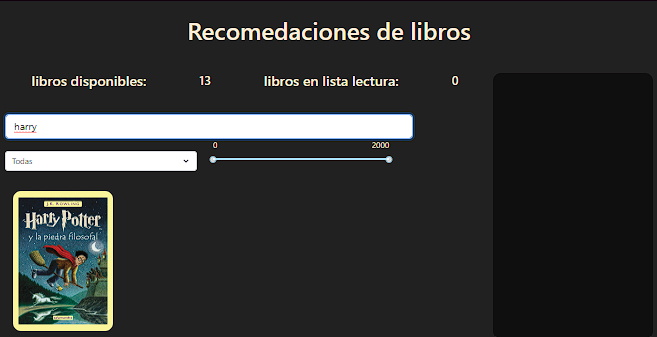 Recomedaciones de libros
libros disponibles: 13 libros en lista lectura: 0
harry
0 2000
Todas
J.K. ROWLING
Harry Potter
y la piedra filosofal